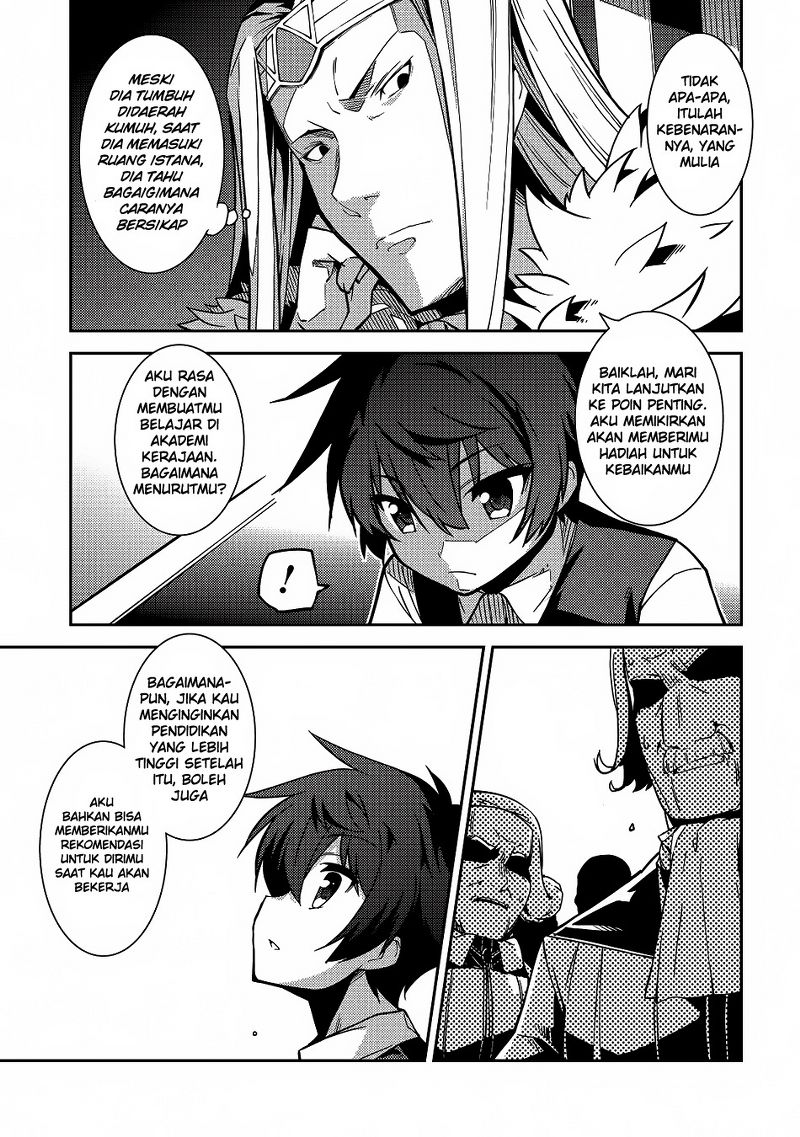 TIDAK
APA-APA,
ITULAH
KEBENARAN-
NYA, YANG
MULIA
MESKI
DIA TUMBUH
DIDAERAH
KUMUH, SAAT
DIA MEMASUKI
RUANG ISTANA,
DIA TAHU
BAGAIGIMANA
CARANYA
BERSIKAP
BAIKLAH, MARI
KITA LANJUTKAN
KE POIN PENTING.
AKU MEMIKIRKAN
AKAN MEMBERIMU
HADIAH UNTUK
KEBAIKANMU
AKU RASA
DENGAN
MEMBUATMU
BELAJAR DI
AKADEMI
KERAJAAN.
BAGAIMANA
MENURUTMU?
!
BAGAIMANA-
PUN, JIKA KAU
MENGINGINKAN
PENDIDIKAN
YANG LEBIH
TINGGI SETELAH
ITU, BOLEH
JUGA
AKU
BAHKAN BISA
MEMBERIKANMU
REKOMENDASI
UNTUK DIRIMU
SAAT KAU AKAN
BEKERJA